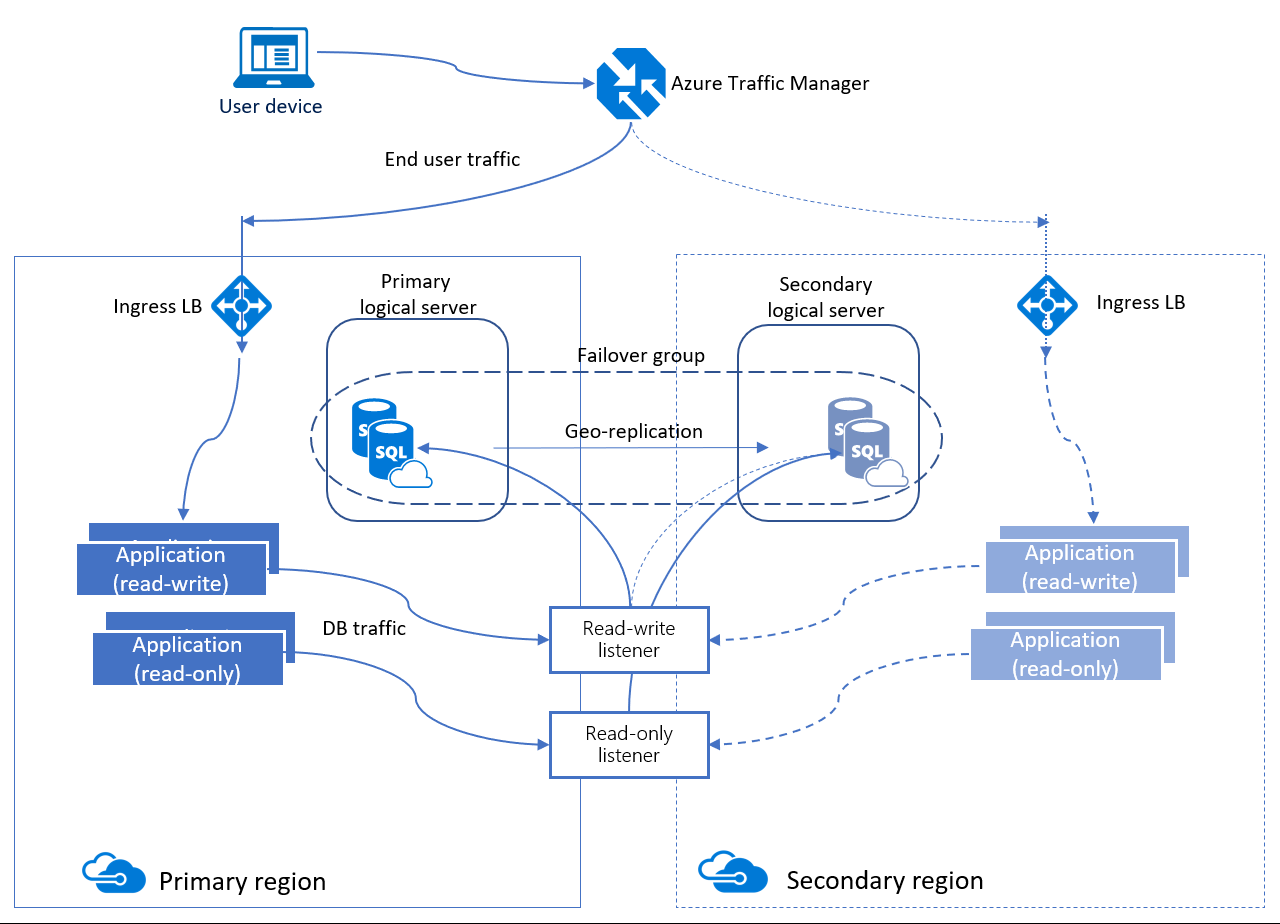 User device
Azure Traffic Manager
End user traffic
Ingress LB
Primary
logical server
Secondary
logical server
Ingress LB
Failover group
SQL
SQL
Geo-replication
Application
(read-write)
Application
(read-only)
DB traffic
Read-write
listener
Read-only
listener
Application
(read-write)
Application
(read-only)
Primary region
Secondary region